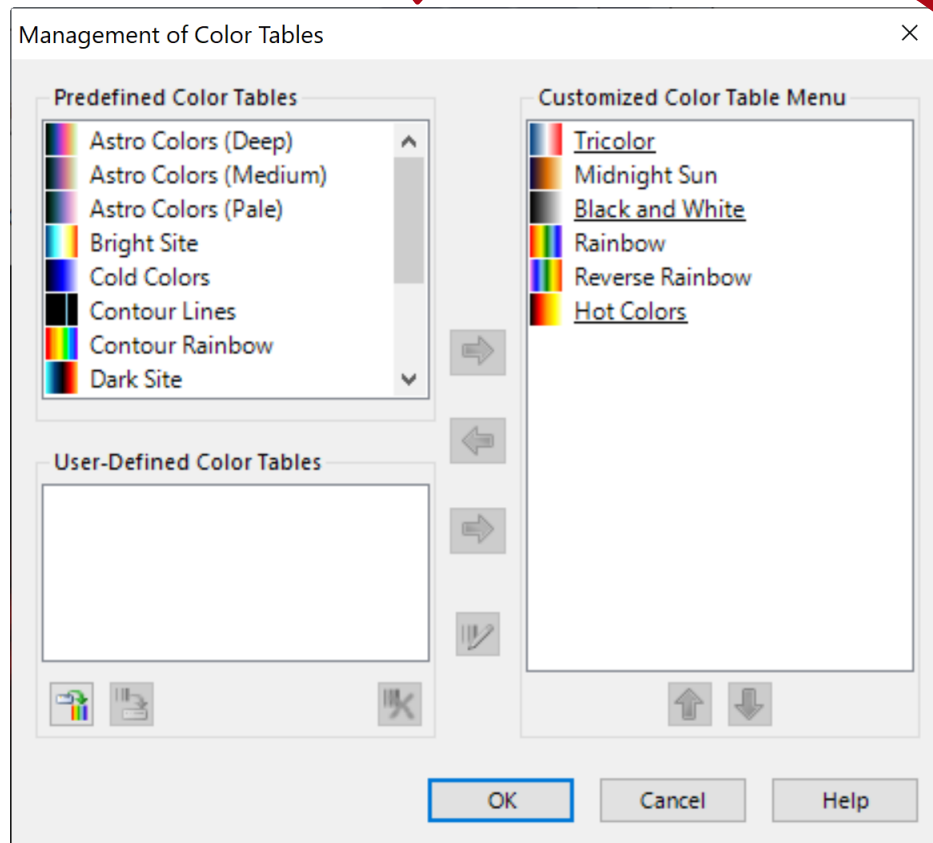 Management of Color Tables
Predefined Color Tables
Astro Colors (Deep)
Astro Colors (Medium)
Astro Colors (Pale)
Bright Site
Cold Colors
Contour Lines
Contour Rainbow
Dark Site
User-Defined Color Tables
Customized Color Table Menu
Tricolor
Midnight Sun
Black and White
Rainbow
Reverse Rainbow
Hot Colors
OK
Cancel
Help